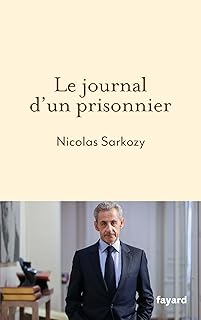 Le journal
d'un prisonnier
Nicolas Sarkozy
fayard